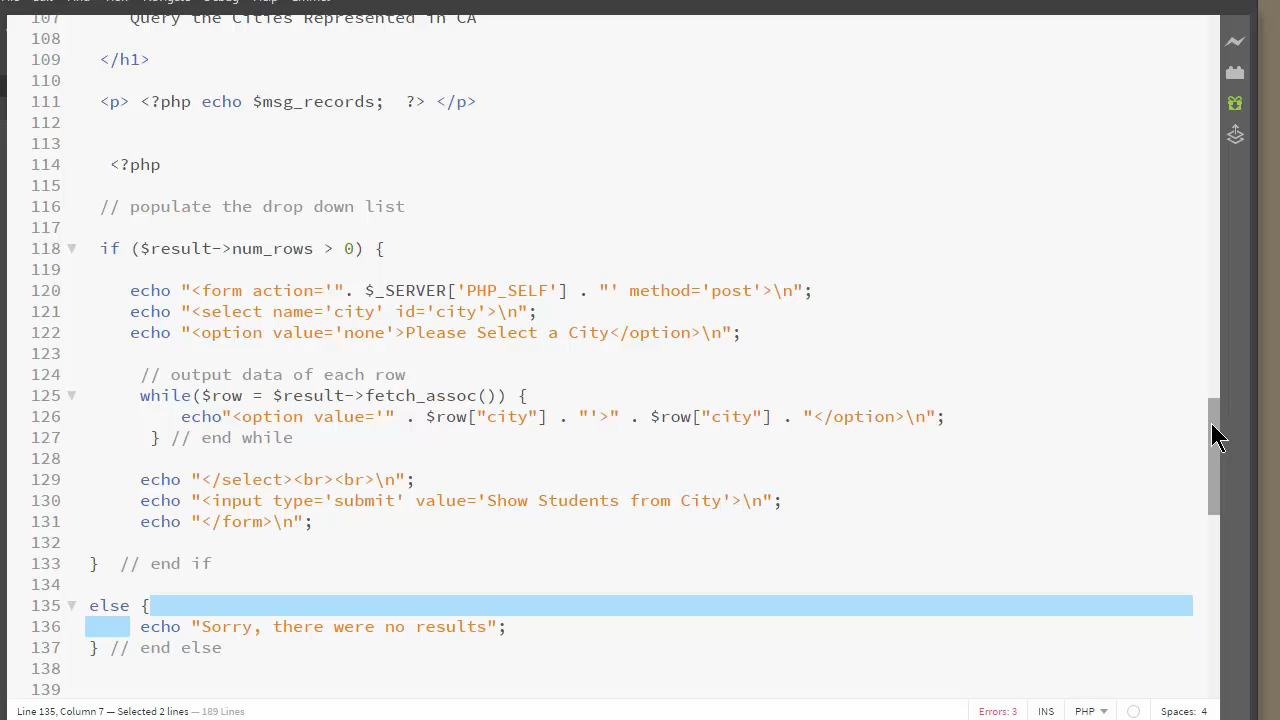 107 Query the Cities Represented in CA
108
109 </h1>
110
111 <p> <?php echo $msg_records;  ?> </p>
112
113
114 <?php
115
116 // populate the drop down list
117
118 if ($result->num_rows > 0) {
119
120 echo "<form action='". $_SERVER['PHP_SELF'] . "' method='post'>\n";
121 echo "<select name='city' id='city'>\n";
122 echo "<option value='none'>Please Select a City</option>\n";
123
124 // output data of each row
125 while($row = $result->fetch_assoc()) {
126 echo"<option value='" . $row["city"] . "'>" . $row["city"] . "</option>\n";
127 } // end while
128
129 echo "</select><br><br>\n";
130 echo "<input type='submit' value='Show Students from City'>\n";
131 echo "</form>\n";
132
133 }  // end if
134
135 else {
136 echo "Sorry, there were no results";
137 } // end else
138
139
Line 135, Column 7 — Selected 2 lines — 189 Lines
Errors: 3 INS PHP Spaces: 4